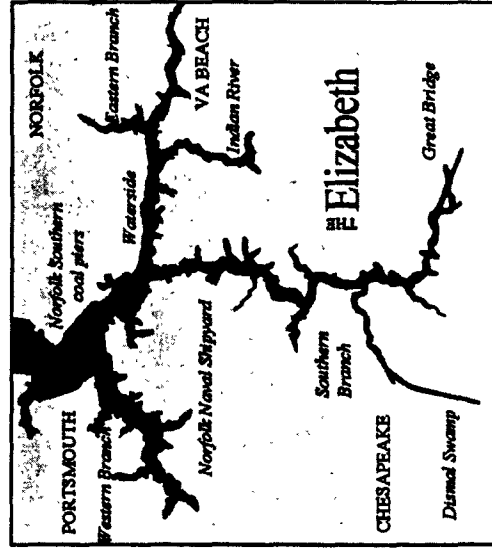 NORFOLK
Eastern Branch
VA BEACH
Indian River
Waterside
Norfolk Southern
coal piers
THE Elizabeth
Great Bridge
PORTSMOUTH
Western Branch
Norfolk Naval Shipyard
Southern
Branch
CHESAPEAKE
Dismal Swamp